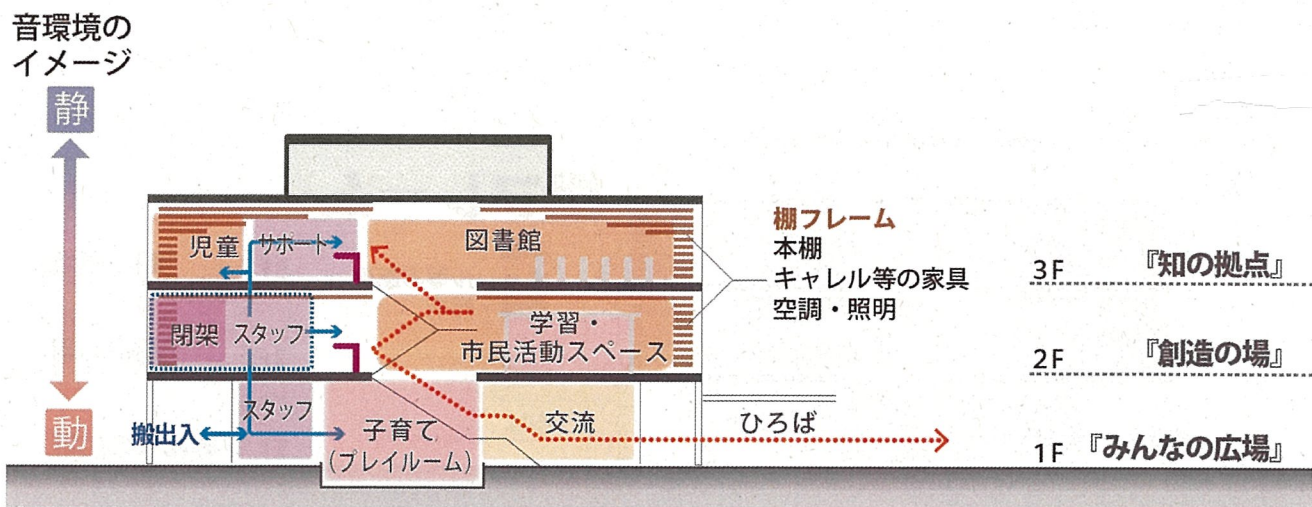 音環境の
イメージ
静
動
児童
サポート
図書館
閉架
スタッフ
学習・
市民活動スペース
スタッフ
搬出入
子育て
(プレイルーム)
交流
ひろば
棚フレーム
本棚
キャレル等の家具
空調・照明
3F 『知の拠点』
2F 『創造の場』
1F 『みんなの広場』